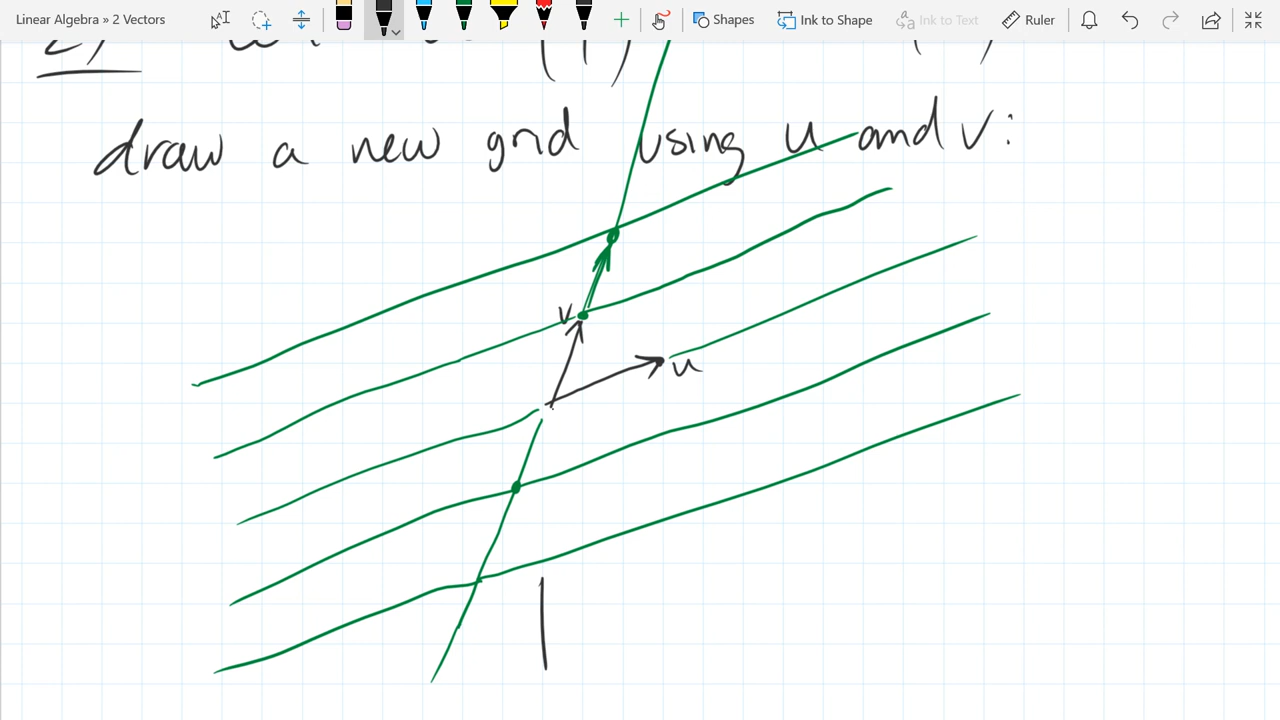 Linear Algebra » 2 Vectors Shapes Ink to Shape Ink to Text Ruler
draw a new grid using u and v:
v
u